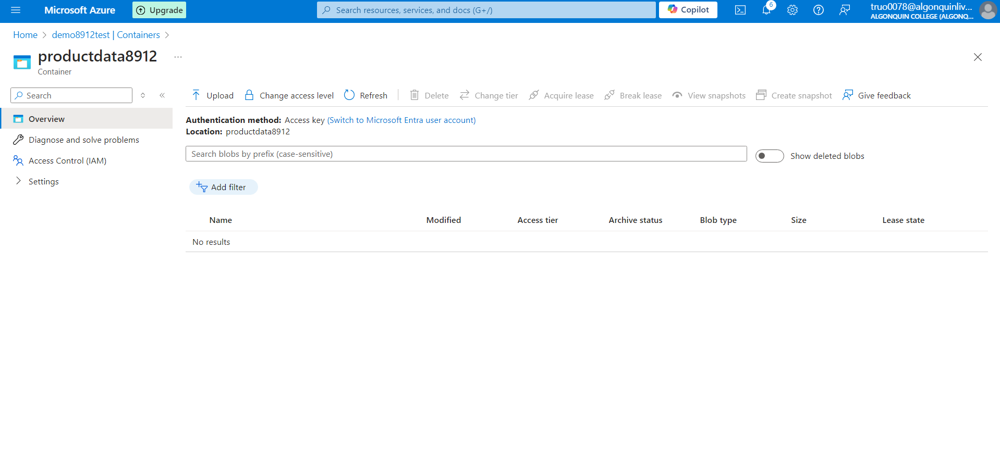 Microsoft Azure Upgrade Search resources, services, and docs (G+/) Copilot 6 truo0078@algonquinliv...
ALGONQUIN COLLEGE (ALGONQ...
Home > demo8912test | Containers >
productdata8912 ...
Container
Search
Upload Change access level Refresh Delete Change tier Acquire lease Break lease View snapshots Create snapshot Give feedback
Overview
Diagnose and solve problems
Access Control (IAM)
Settings
Authentication method: Access key (Switch to Microsoft Entra user account)
Location: productdata8912
Search blobs by prefix (case-sensitive) Show deleted blobs
Add filter
Name Modified Access tier Archive status Blob type Size Lease state
No results